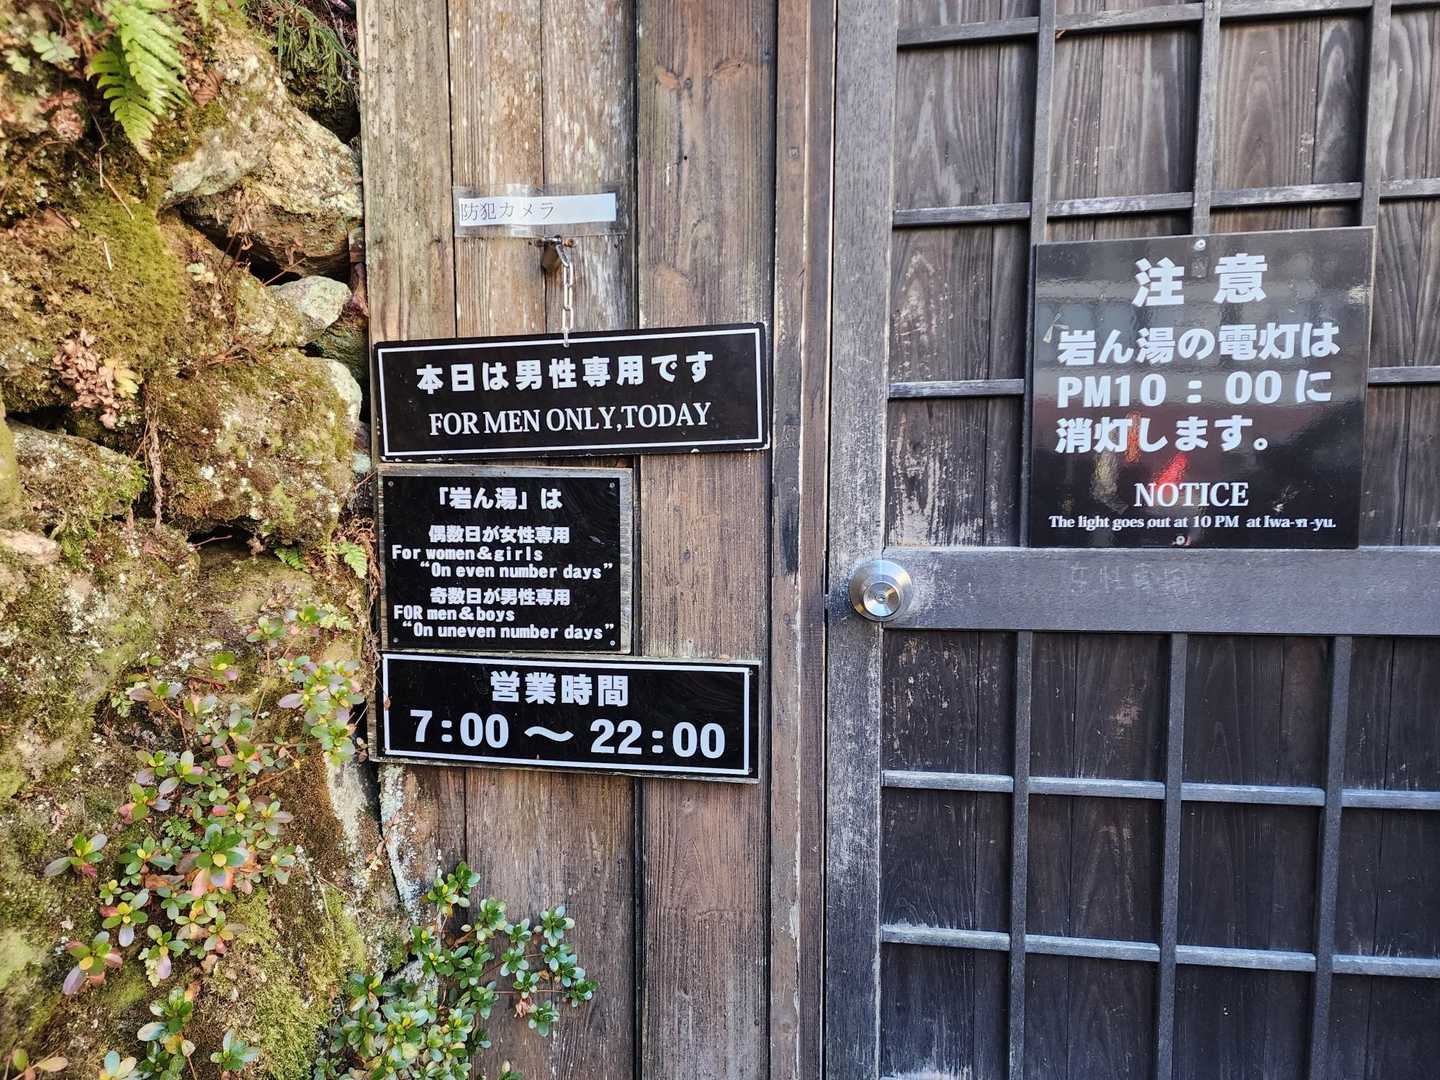 防犯カメラ
本日は男性専用です
FOR MEN ONLY,TODAY
「岩ん湯」は
偶数日が女性専用
For women&girls
“On even number days”
奇数日が男性専用
FOR men&boys
“On uneven number days”
営業時間
7:00～22:00
注意
岩ん湯の電灯は
PM10：00に
消灯します。
NOTICE
The light goes out at 10 PM at Iwa-n-yu.